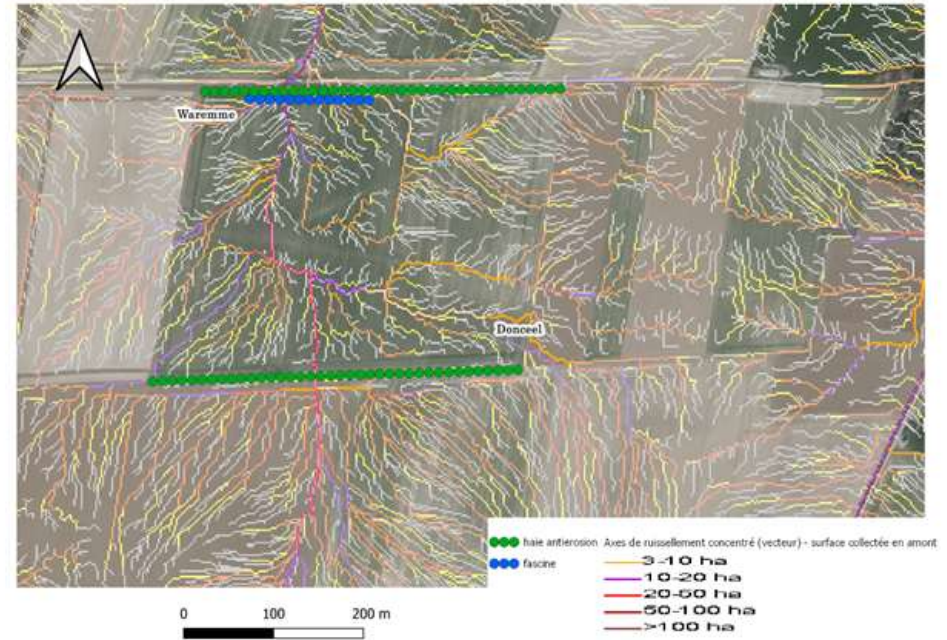 Waremme
Donceel
haie antierosion
fascine
Axes de ruissellement concentré (vecteur) - surface collectée en amont
3-10 ha
10-20 ha
20-50 ha
50-100 ha
>100 ha
0 100 200 m